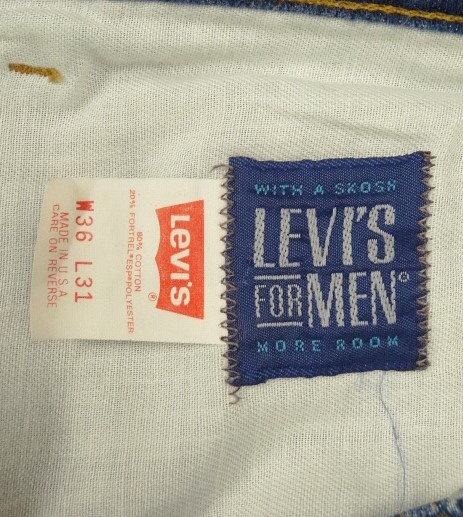 WITH A SKOSH
LEVI'S
FOR MEN®
MORE ROOM
Levi's ®
80% COTTON
20% FORTREL®ESP®POLYESTER
W36 L31
MADE IN U.S.A.
CARE ON REVERSE